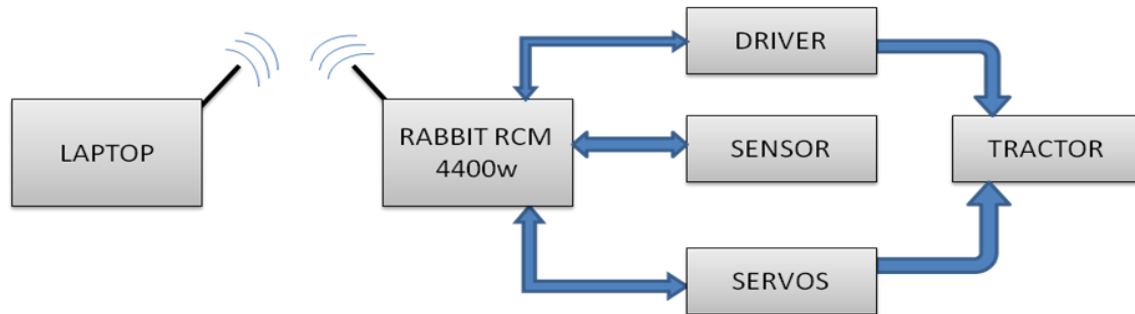 LAPTOP
RABBIT RCM
4400w
DRIVER
SENSOR
SERVOS
TRACTOR